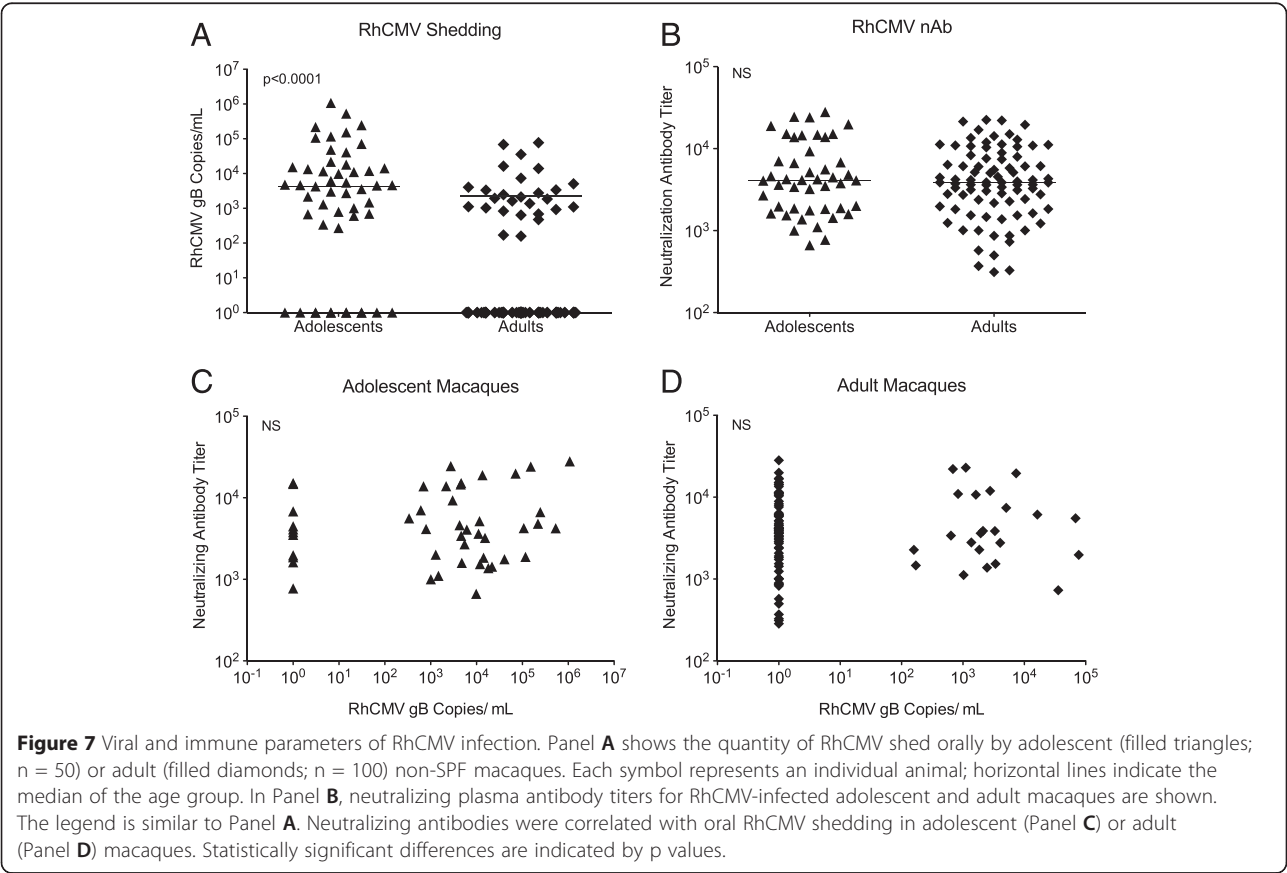 A
RhCMV Shedding
p<0.0001
RhCMV gB Copies/mL
10⁷
10⁶
10⁵
10⁴
10³
10²
10¹
10⁰
Adolescents
Adults
B
RhCMV nAb
NS
Neutralization Antibody Titer
10⁵
10⁴
10³
10²
Adolescents
Adults
C
Adolescent Macaques
NS
Neutralizing Antibody Titer
10⁵
10⁴
10³
10²
10⁻¹ 10⁰ 10¹ 10² 10³ 10⁴ 10⁵ 10⁶ 10⁷
RhCMV gB Copies/ mL
D
Adult Macaques
NS
Neutralizing Antibody Titer
10⁵
10⁴
10³
10²
10⁻¹ 10⁰ 10¹ 10² 10³ 10⁴ 10⁵
RhCMV gB Copies/ mL
Figure 7 Viral and immune parameters of RhCMV infection. Panel A shows the quantity of RhCMV shed orally by adolescent (filled triangles;
n = 50) or adult (filled diamonds; n = 100) non-SPF macaques. Each symbol represents an individual animal; horizontal lines indicate the
median of the age group. In Panel B, neutralizing plasma antibody titers for RhCMV-infected adolescent and adult macaques are shown.
The legend is similar to Panel A. Neutralizing antibodies were correlated with oral RhCMV shedding in adolescent (Panel C) or adult
(Panel D) macaques. Statistically significant differences are indicated by p values.